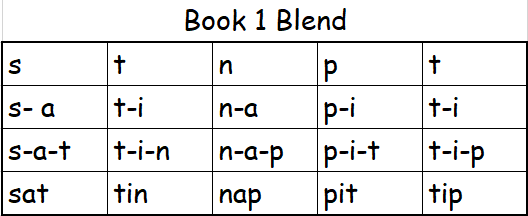 Book 1 Blend
s t n p t
s- a t-i n-a p-i t-i
s-a-t t-i-n n-a-p p-i-t t-i-p
sat tin nap pit tip